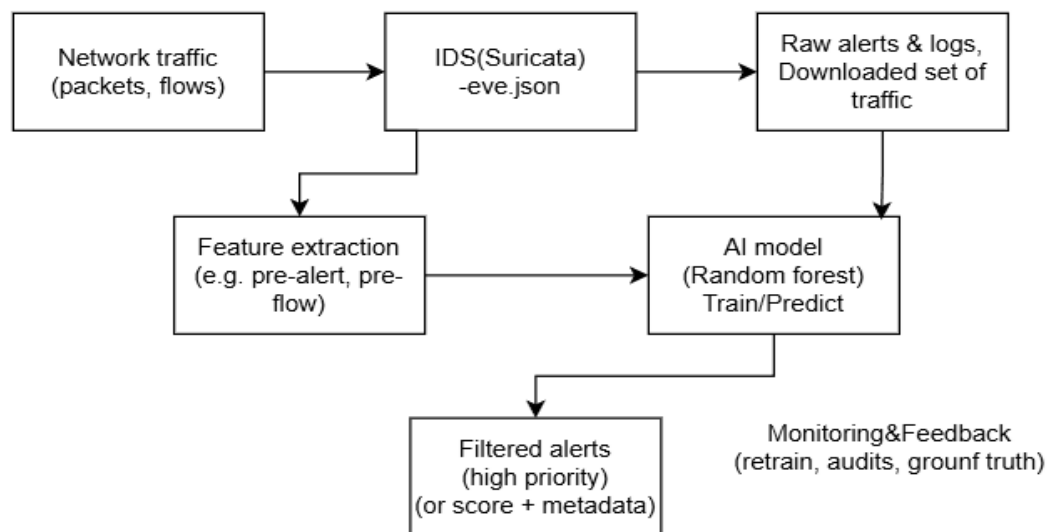 Network traffic
(packets, flows)
IDS(Suricata)
-eve.json
Raw alerts & logs,
Downloaded set of
traffic
Feature extraction
(e.g. pre-alert, pre-
flow)
AI model
(Random forest)
Train/Predict
Filtered alerts
(high priority)
(or score + metadata)
Monitoring&Feedback
(retrain, audits, grounf truth)